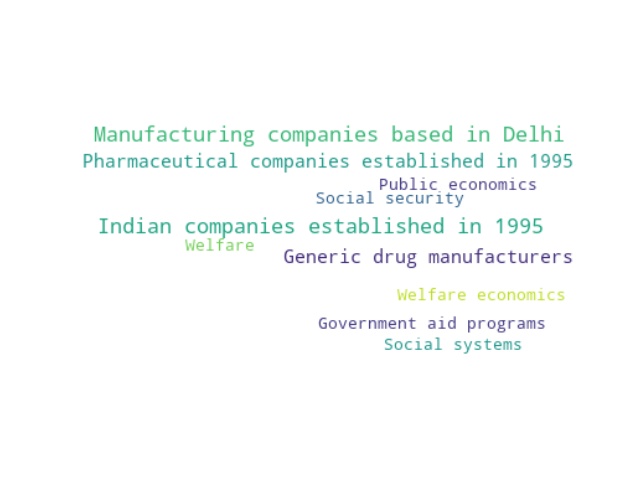 Manufacturing companies based in Delhi
Pharmaceutical companies established in 1995
Public economics
Social security
Indian companies established in 1995
Welfare
Generic drug manufacturers
Welfare economics
Government aid programs
Social systems